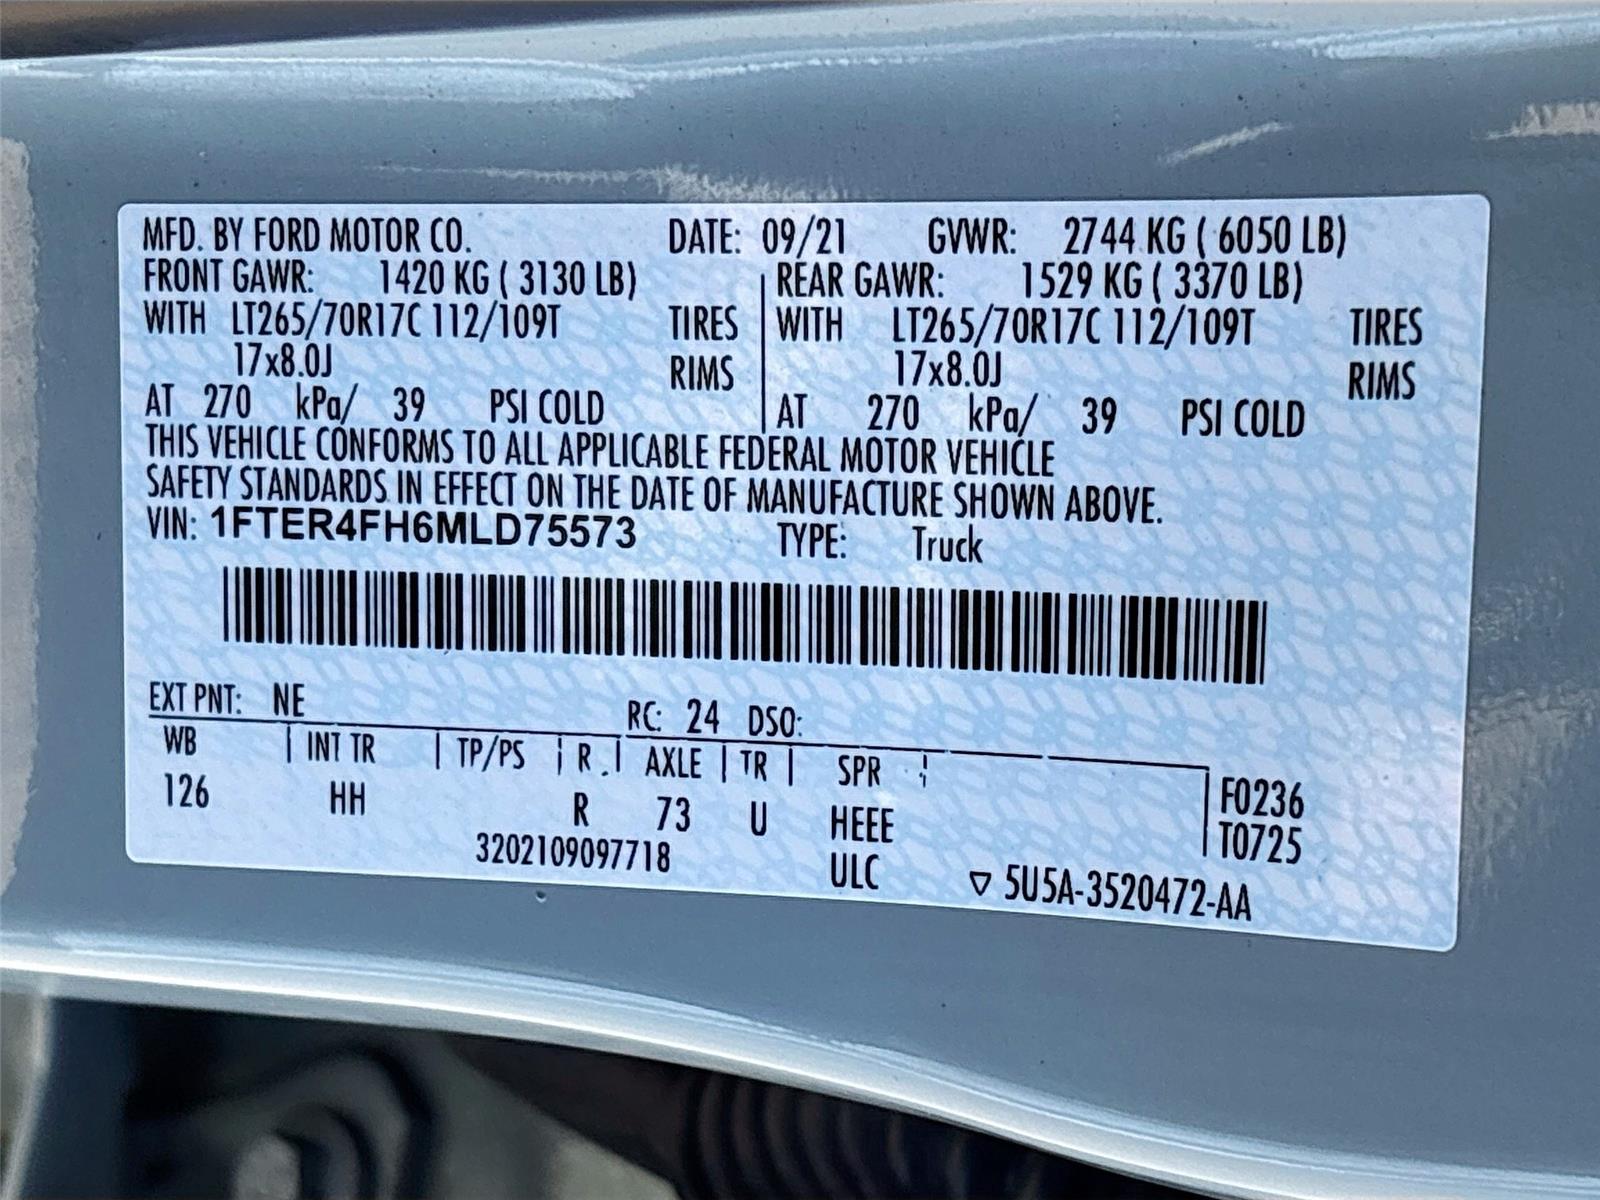 MFD. BY FORD MOTOR CO. DATE: 09/21 GVWR: 2744 KG ( 6050 LB)
FRONT GAWR: 1420 KG ( 3130 LB) REAR GAWR: 1529 KG ( 3370 LB)
WITH LT265/70R17C 112/109T TIRES WITH LT265/70R17C 112/109T TIRES
17x8.0J RIMS 17x8.0J RIMS
AT 270 kPa/ 39 PSI COLD AT 270 kPa/ 39 PSI COLD
THIS VEHICLE CONFORMS TO ALL APPLICABLE FEDERAL MOTOR VEHICLE
SAFETY STANDARDS IN EFFECT ON THE DATE OF MANUFACTURE SHOWN ABOVE.
VIN: 1FTER4FH6MLD75573 TYPE: Truck
EXT PNT: NE RC: 24 DSO:
WB INT TR TP/PS R AXLE TR SPR
126 HH R 73 U HEEE F0236
3202109097718 ULC T0725
5U5A-3520472-AA